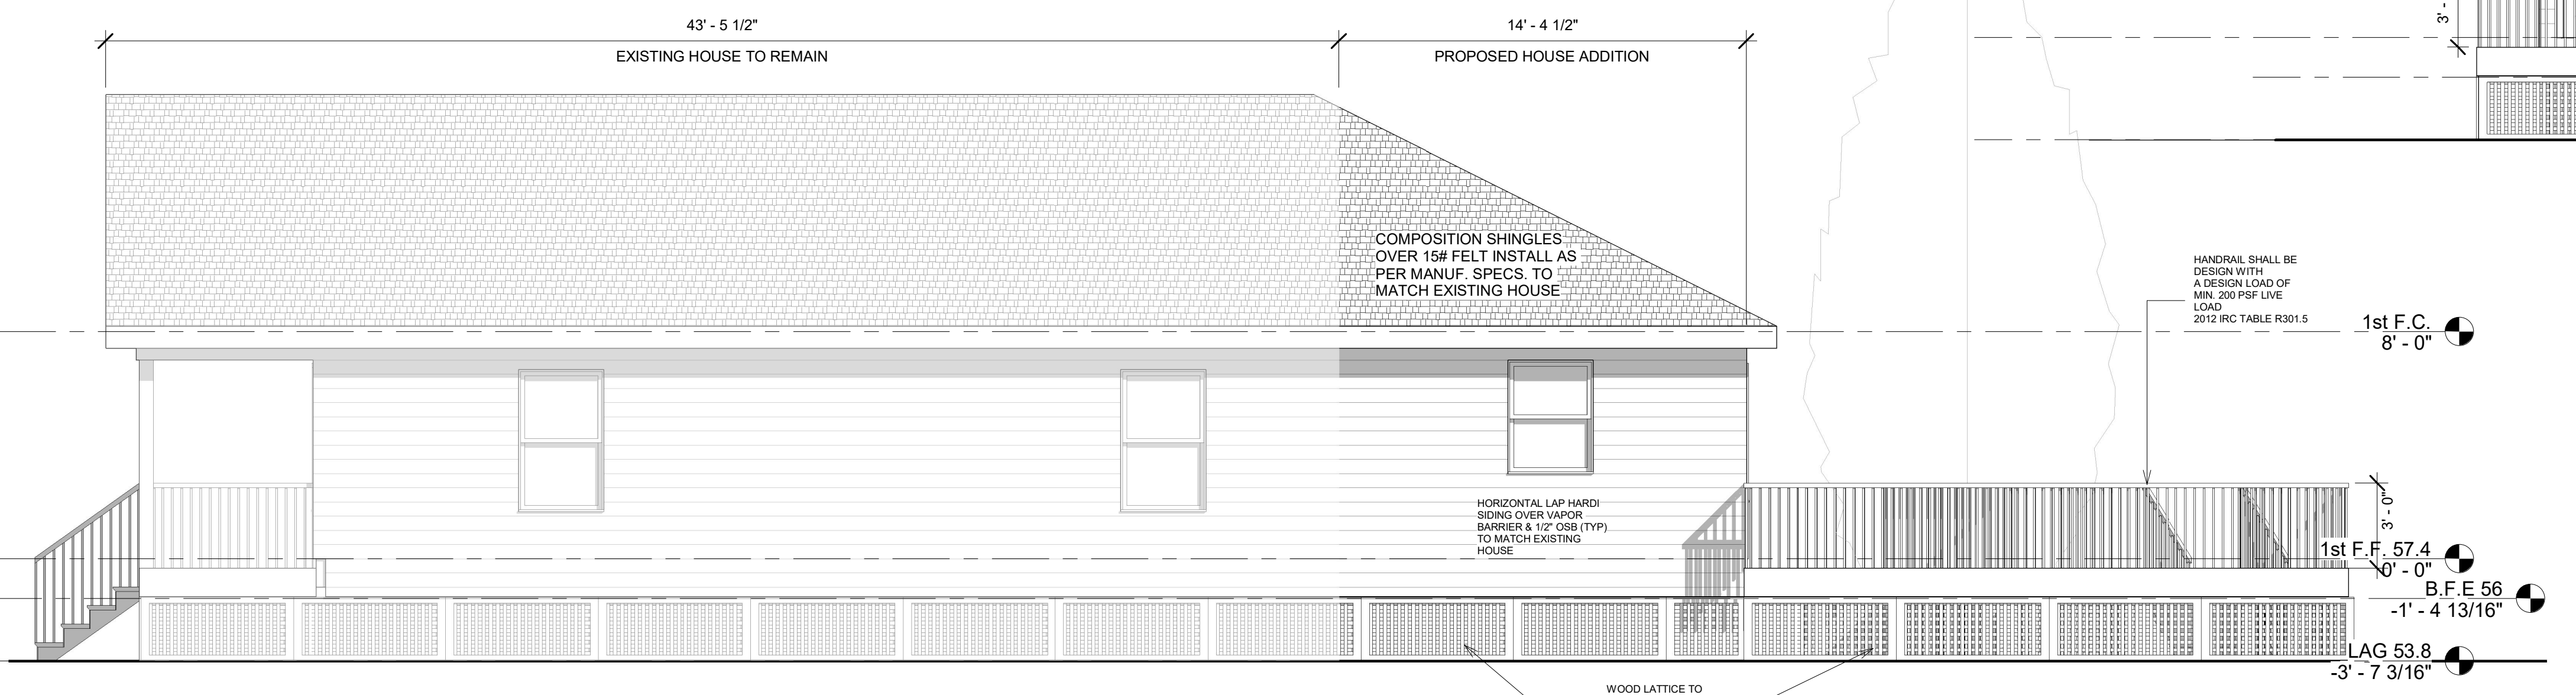 43' - 5 1/2"
14' - 4 1/2"
EXISTING HOUSE TO REMAIN
PROPOSED HOUSE ADDITION
3' -
COMPOSITION SHINGLES
OVER 15# FELT INSTALL AS
PER MANUF. SPECS. TO
MATCH EXISTING HOUSE
HANDRAIL SHALL BE
DESIGN WITH
A DESIGN LOAD OF
MIN. 200 PSF LIVE
LOAD
2012 IRC TABLE R301.5
1st F.C.
8' - 0"
HORIZONTAL LAP HARDI
SIDING OVER VAPOR
BARRIER & 1/2" OSB (TYP)
TO MATCH EXISTING
HOUSE
3' - 0"
1st F.F. 57.4
0' - 0"
B.F.E 56
-1' - 4 13/16"
LAG 53.8
-3' - 7 3/16"
WOOD LATTICE TO